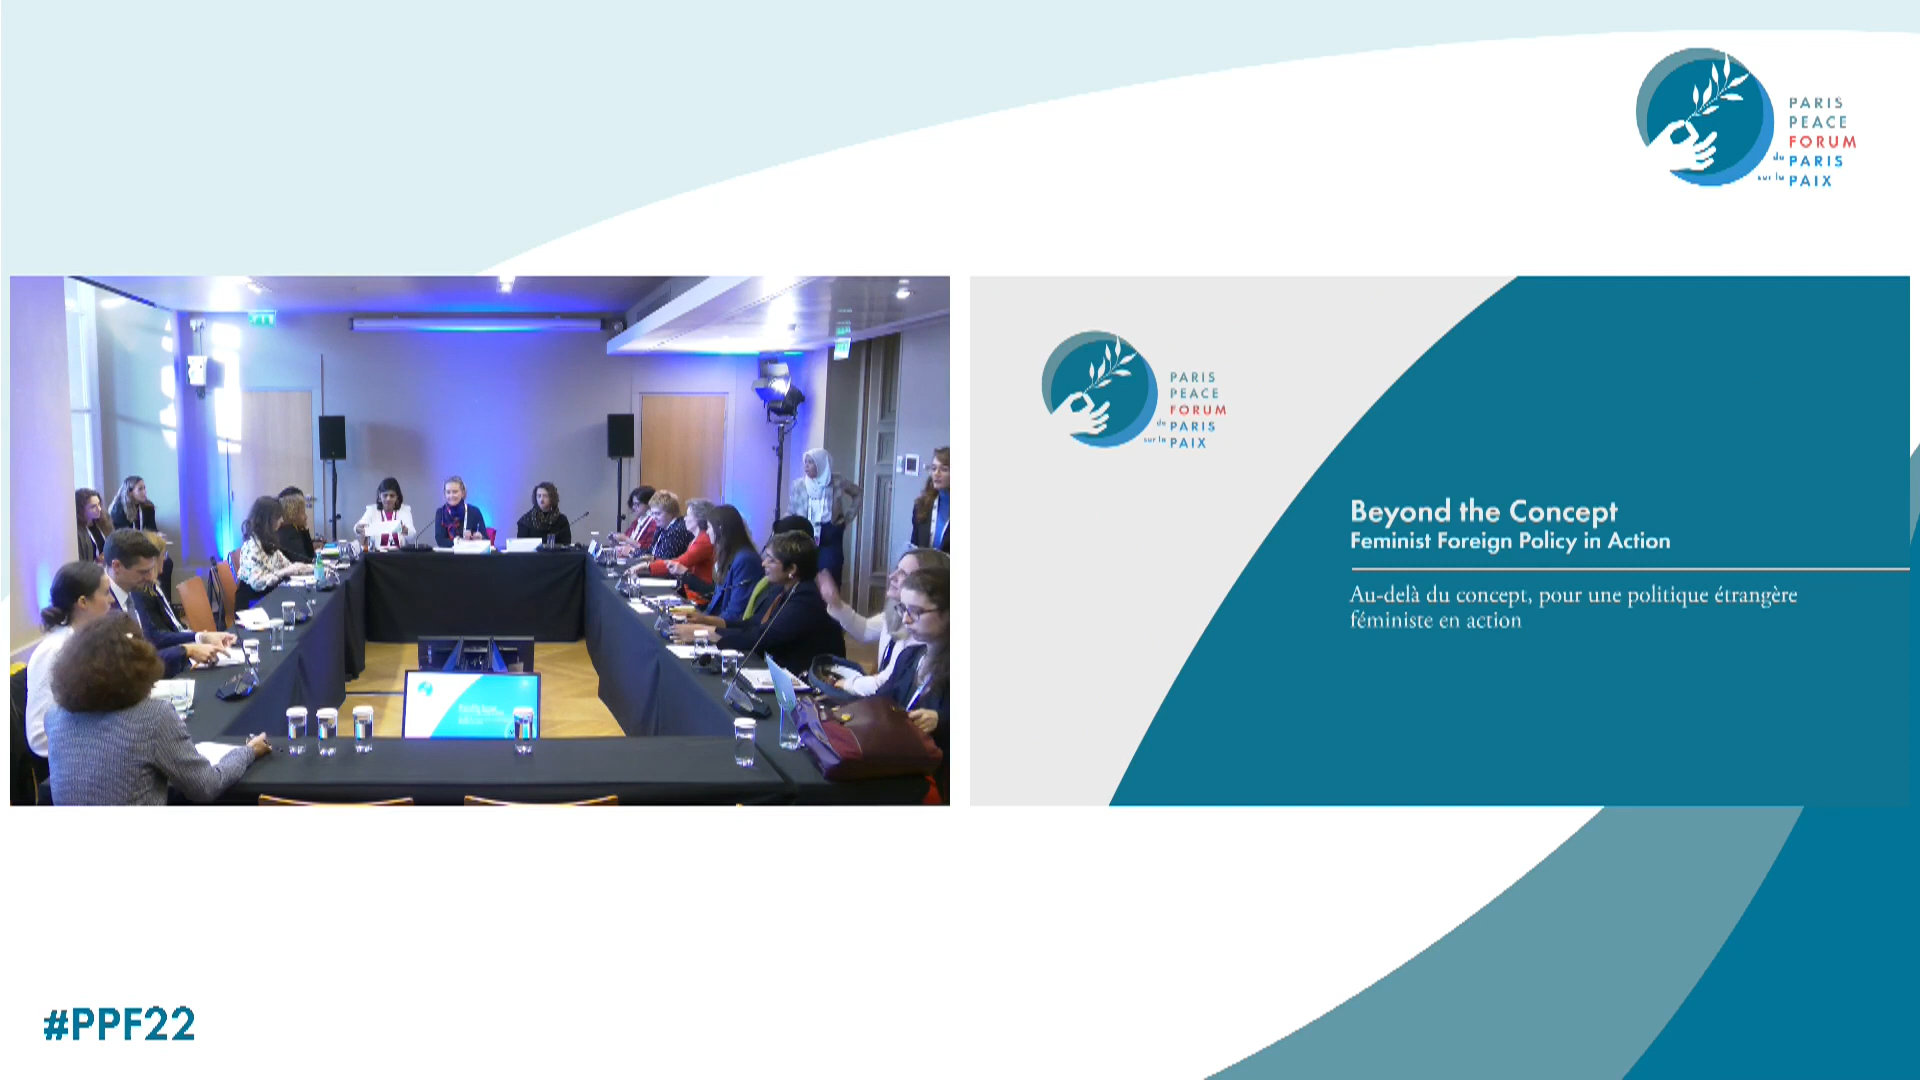 PARIS
PEACE
FORUM
de PARIS
sur la PAIX
PARIS
PEACE
FORUM
de PARIS
sur la PAIX
Beyond the Concept
Feminist Foreign Policy in Action
Au-delà du concept, pour une politique étrangère
féministe en action
#PPF22